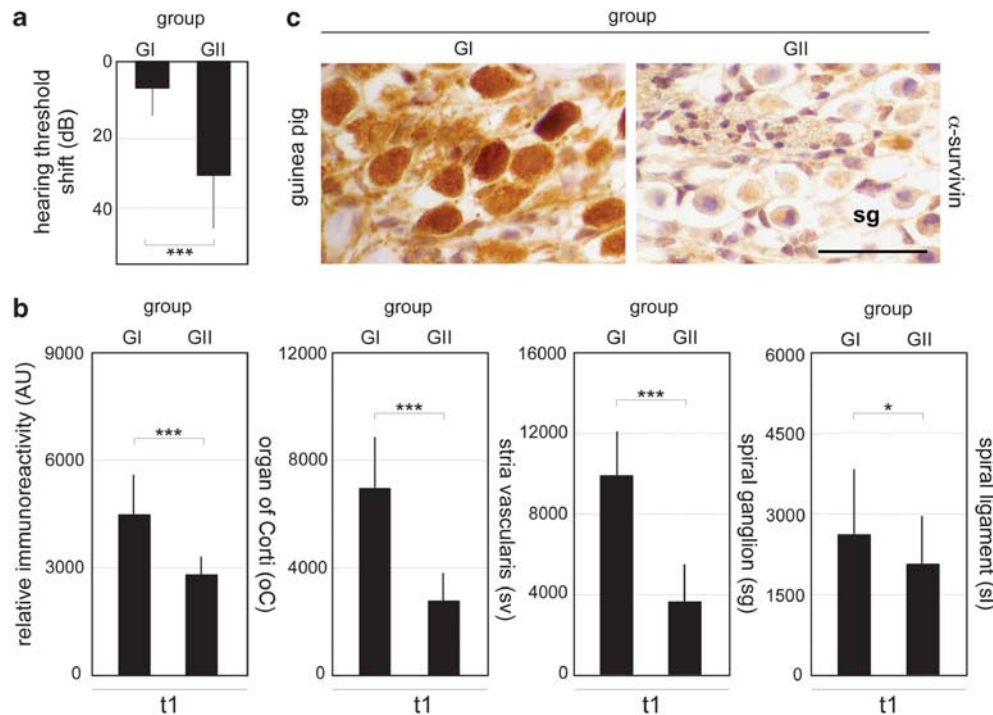 a
group
GI GII
0
20
40
hearing threshold
shift (dB)
***
c
group
GI GII
guinea pig
sg
α-survivin
b
group
GI GII
9000
6000
3000
0
relative immunoreactivity (AU)
***
organ of Corti (oC)
t1
group
GI GII
12000
8000
4000
0
***
stria vascularis (sv)
t1
group
GI GII
16000
12000
10000
4000
0
***
spiral ganglion (sg)
t1
group
GI GII
6000
4500
3000
1500
0
*
spiral ligament (sl)
t1